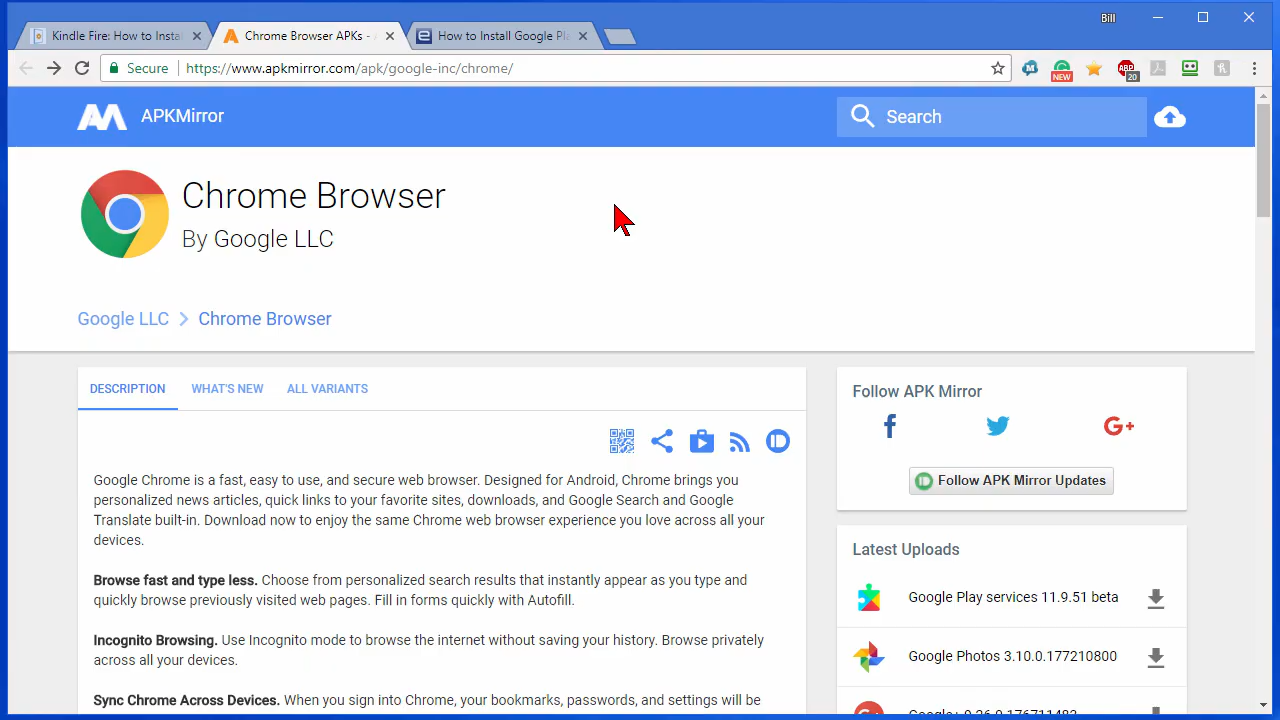 Bill
Kindle Fire: How to Insta
Chrome Browser APKs -
How to Install Google Pl
Secure
https://www.apkmirror.com/apk/google-inc/chrome/
NEW
ABP
20
APKMirror
Search
Chrome Browser
By Google LLC
Google LLC
Chrome Browser
DESCRIPTION
WHAT'S NEW
ALL VARIANTS
Google Chrome is a fast, easy to use, and secure web browser. Designed for Android, Chrome brings you
personalized news articles, quick links to your favorite sites, downloads, and Google Search and Google
Translate built-in. Download now to enjoy the same Chrome web browser experience you love across all your
devices.
Browse fast and type less. Choose from personalized search results that instantly appear as you type and
quickly browse previously visited web pages. Fill in forms quickly with Autofill.
Incognito Browsing. Use Incognito mode to browse the internet without saving your history. Browse privately
across all your devices.
Sync Chrome Across Devices. When you sign into Chrome, your bookmarks, passwords, and settings will be
Follow APK Mirror
G+
Follow APK Mirror Updates
Latest Uploads
Google Play services 11.9.51 beta
Google Photos 3.10.0.177210800